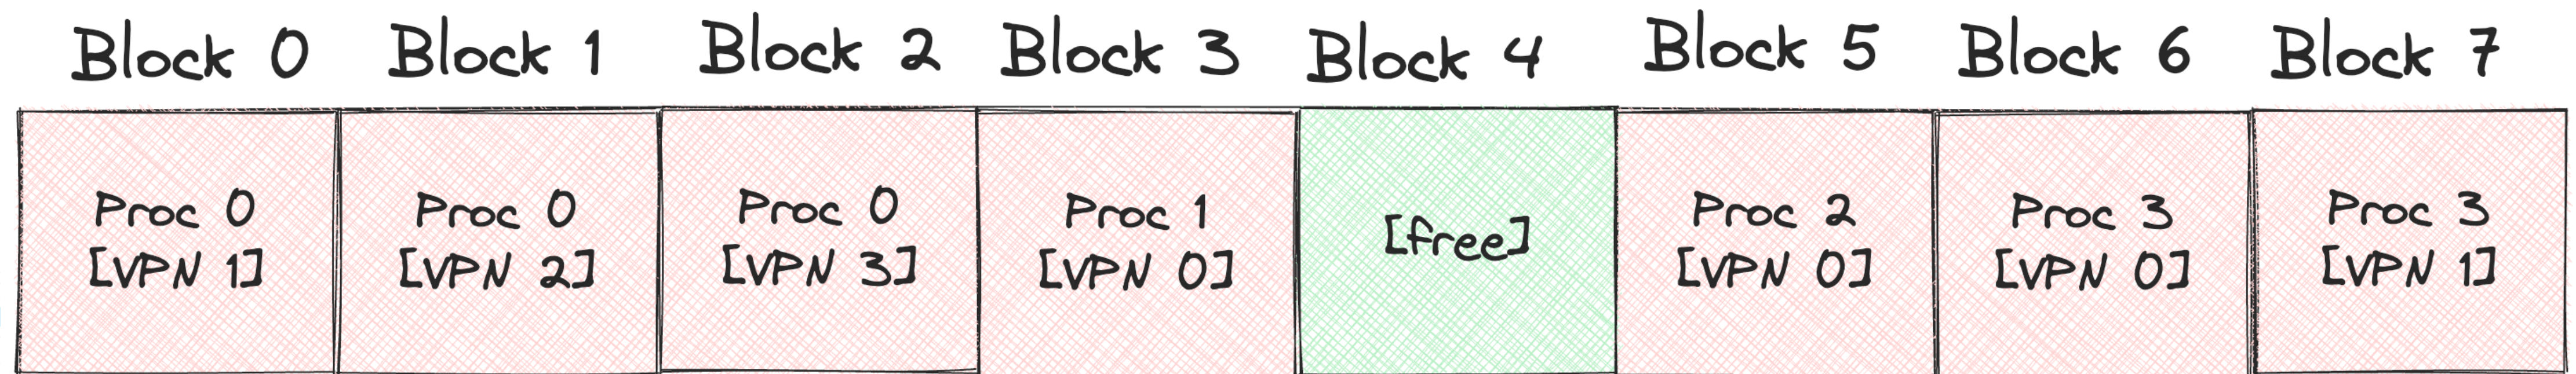 Block 0 Block 1 Block 2 Block 3 Block 4 Block 5 Block 6 Block 7
Proc 0
[VPN 1]
Proc 0
[VPN 2]
Proc 0
[VPN 3]
Proc 1
[VPN 0]
[free]
Proc 2
[VPN 0]
Proc 3
[VPN 0]
Proc 3
[VPN 1]